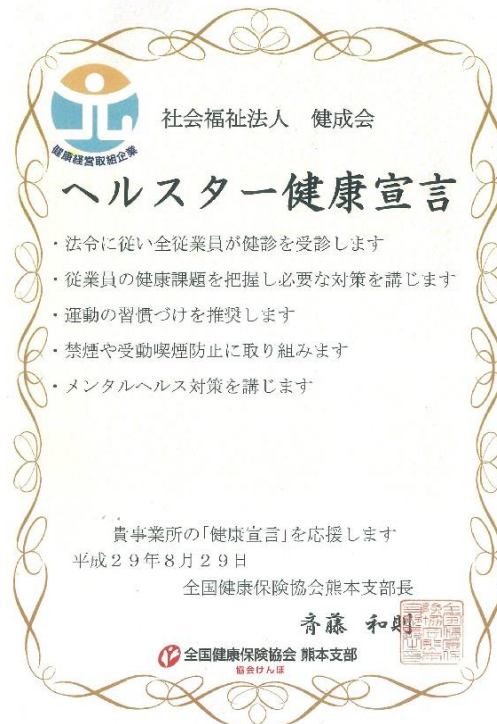 社会福祉法人　健成会
健康経営取組企業
ヘルスター健康宣言
・法令に従い全従業員が健診を受診します
・従業員の健康課題を把握し必要な対策を講じます
・運動の習慣づけを推奨します
・禁煙や受動喫煙防止に取り組みます
・メンタルヘルス対策を講じます
貴事業所の「健康宣言」を応援します
平成２９年８月２９日
全国健康保険協会熊本支部長
斉藤　和則
全国健康保険協会 熊本支部
協会けんぽ